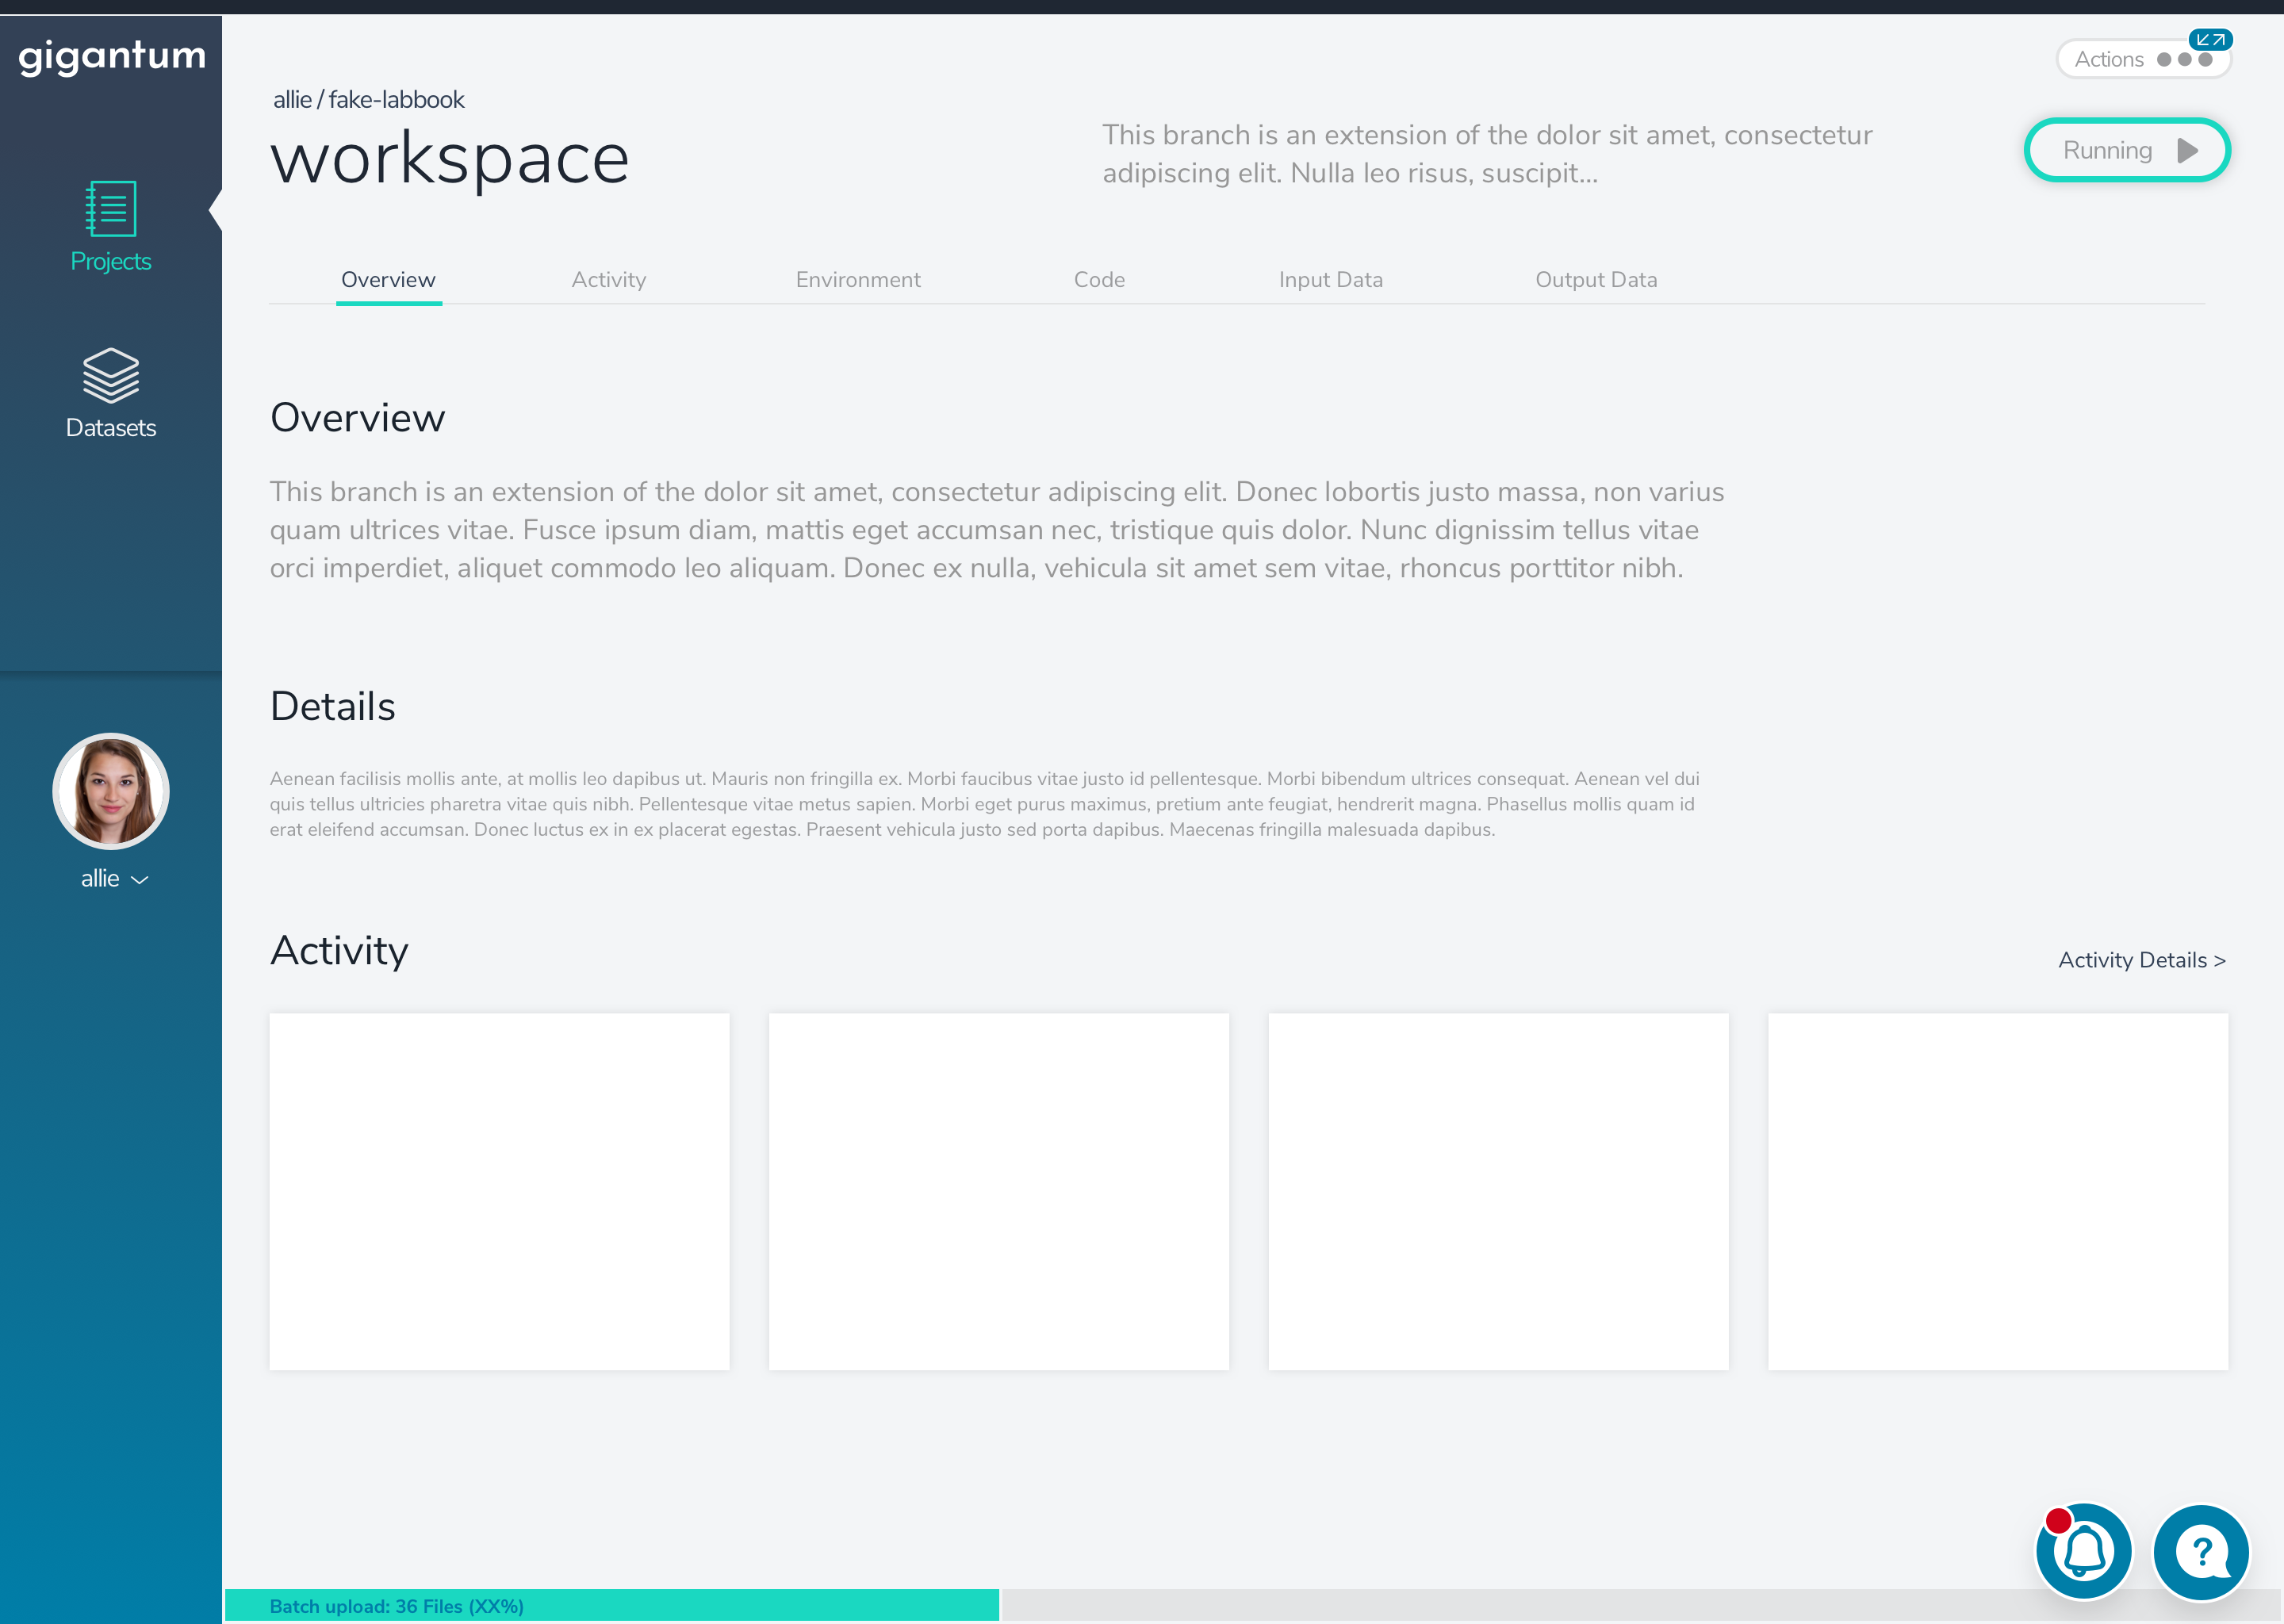 gigantum
Actions
allie / fake-labbook
workspace
This branch is an extension of the dolor sit amet, consectetur
adipiscing elit. Nulla leo risus, suscipit...
Running
Projects
Overview
Activity
Environment
Code
Input Data
Output Data
Datasets
Overview
This branch is an extension of the dolor sit amet, consectetur adipiscing elit. Donec lobortis justo massa, non varius
quam ultrices vitae. Fusce ipsum diam, mattis eget accumsan nec, tristique quis dolor. Nunc dignissim tellus vitae
orci imperdiet, aliquet commodo leo aliquam. Donec ex nulla, vehicula sit amet sem vitae, rhoncus porttitor nibh.
Details
Aenean facilisis mollis ante, at mollis leo dapibus ut. Mauris non fringilla ex. Morbi faucibus vitae justo id pellentesque. Morbi bibendum ultrices consequat. Aenean vel dui
quis tellus ultricies pharetra vitae quis nibh. Pellentesque vitae metus sapien. Morbi eget purus maximus, pretium ante feugiat, hendrerit magna. Phasellus mollis quam id
erat eleifend accumsan. Donec luctus ex in ex placerat egestas. Praesent vehicula justo sed porta dapibus. Maecenas fringilla malesuada dapibus.
allie
Activity
Activity Details >
?
Batch upload: 36 Files (XX%)